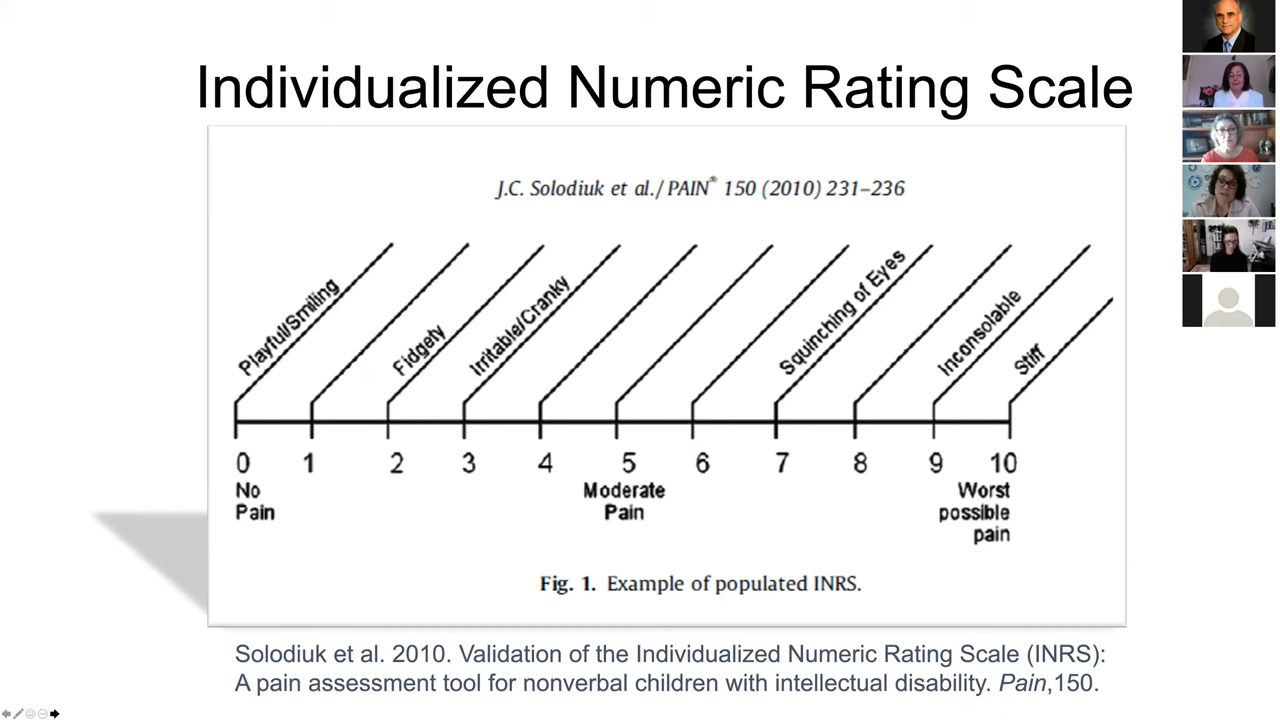 Individualized Numeric Rating Scale
J.C. Solodiuk et al. / PAIN® 150 (2010) 231–236
Playful/Smiling
Fidgety
Irritable/Cranky
Squinching of Eyes
Inconsolable
Stiff
0 1 2 3 4 5 6 7 8 9 10
No Pain
Moderate Pain
Worst possible pain
Fig. 1. Example of populated INRS.
Solodiuk et al. 2010. Validation of the Individualized Numeric Rating Scale (INRS):
A pain assessment tool for nonverbal children with intellectual disability. Pain,150.